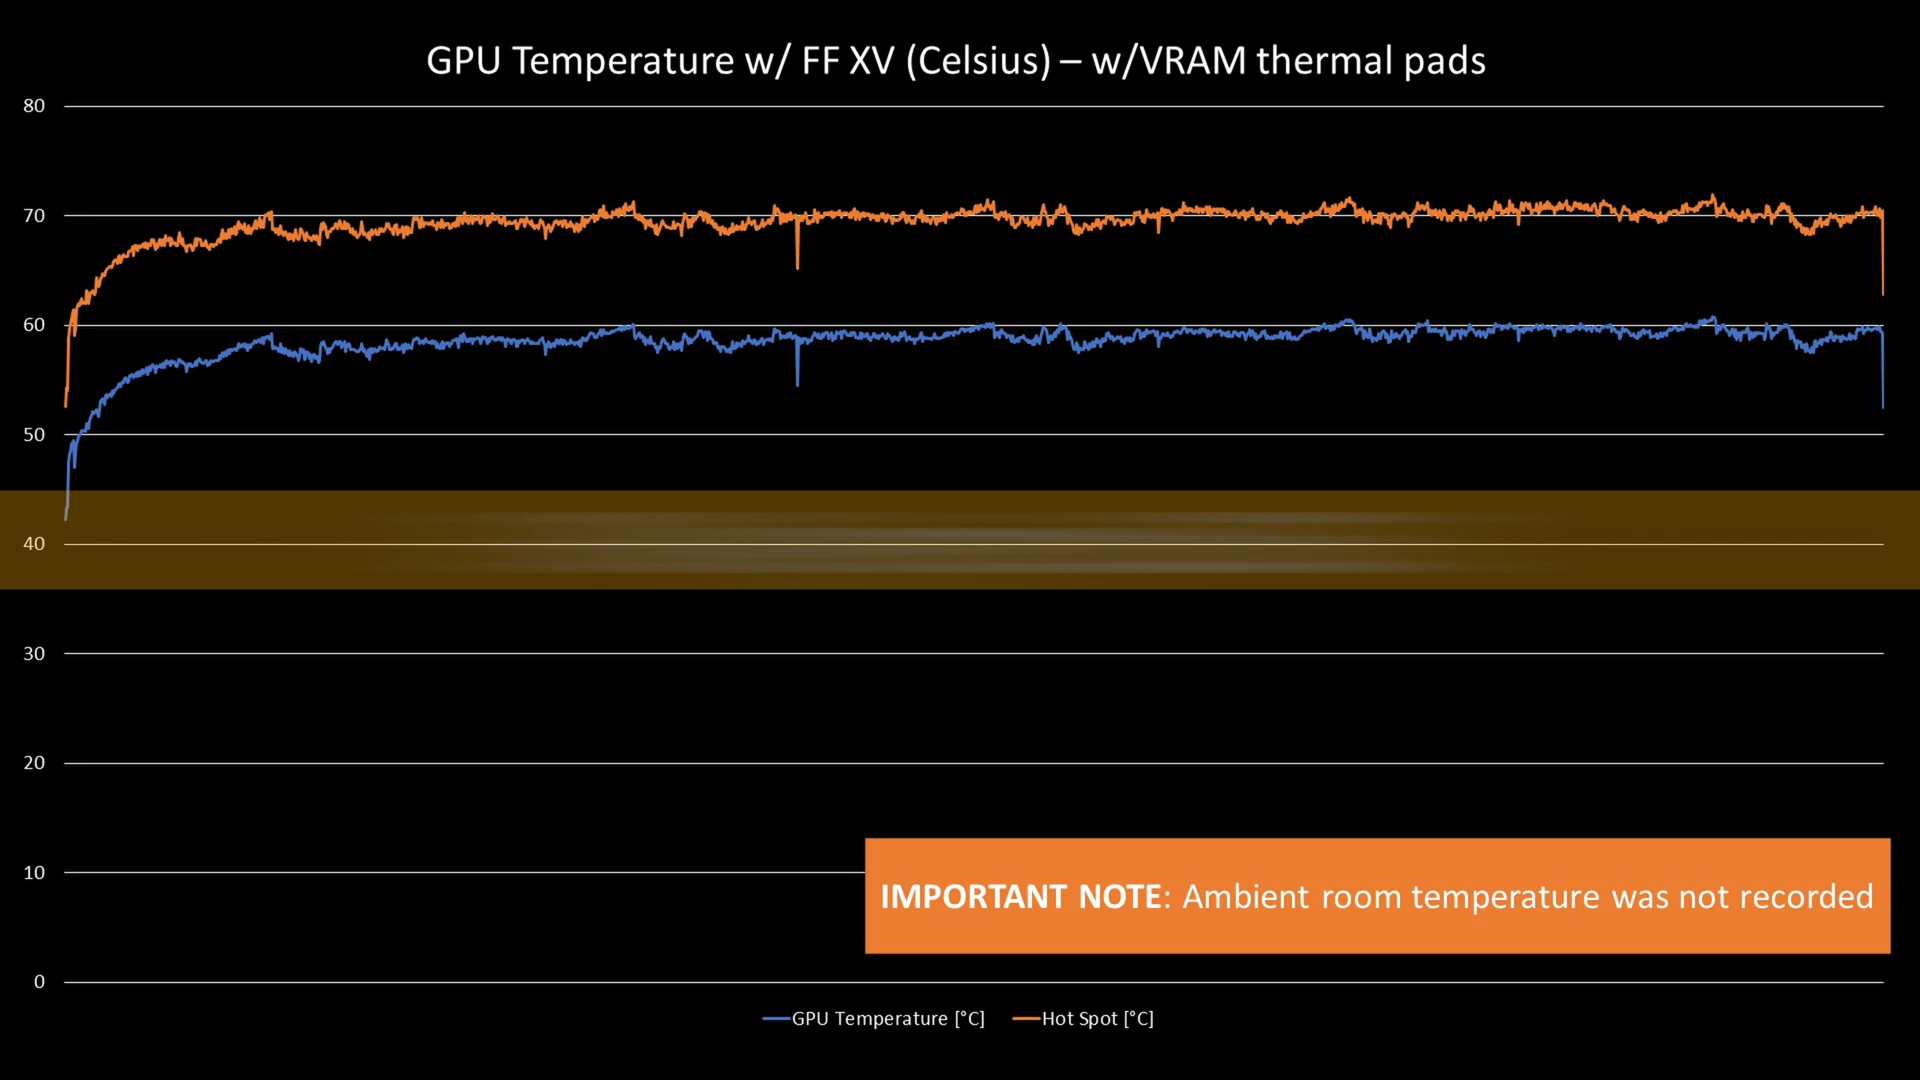 GPU Temperature w/ FF XV (Celsius) – w/VRAM thermal pads
80
70
60
50
40
30
20
10
0
IMPORTANT NOTE: Ambient room temperature was not recorded
GPU Temperature [°C]
Hot Spot [°C]